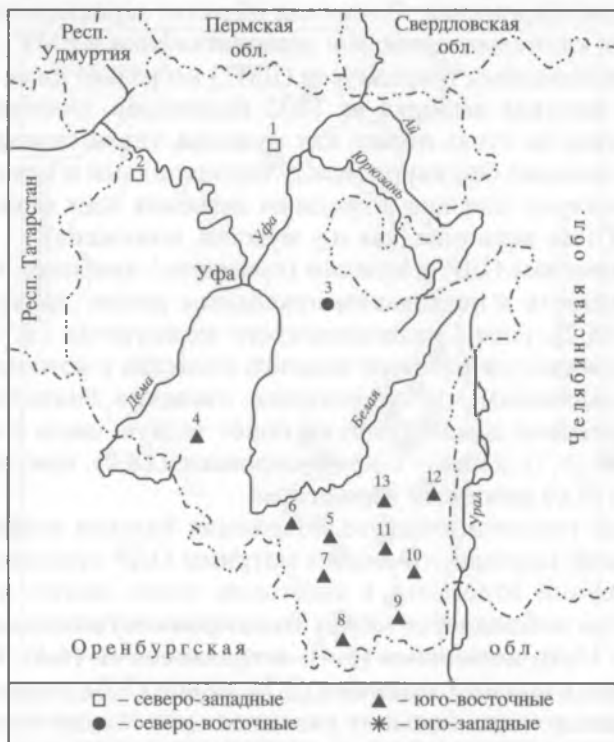 Респ.
Удмуртия
Пермская
обл.
Свердловская
обл.
Респ. Татарстан
Челябинская обл
1
2
Уфа
Ай
Юрюзань
Уфа
3
Дема
Белая
4
Урал
13
12
6
5
11
7
10
9
8
Оренбургская
обл.
□ – северо-западные
▲ – юго-восточные
● – северо-восточные
✳ – юго-западные